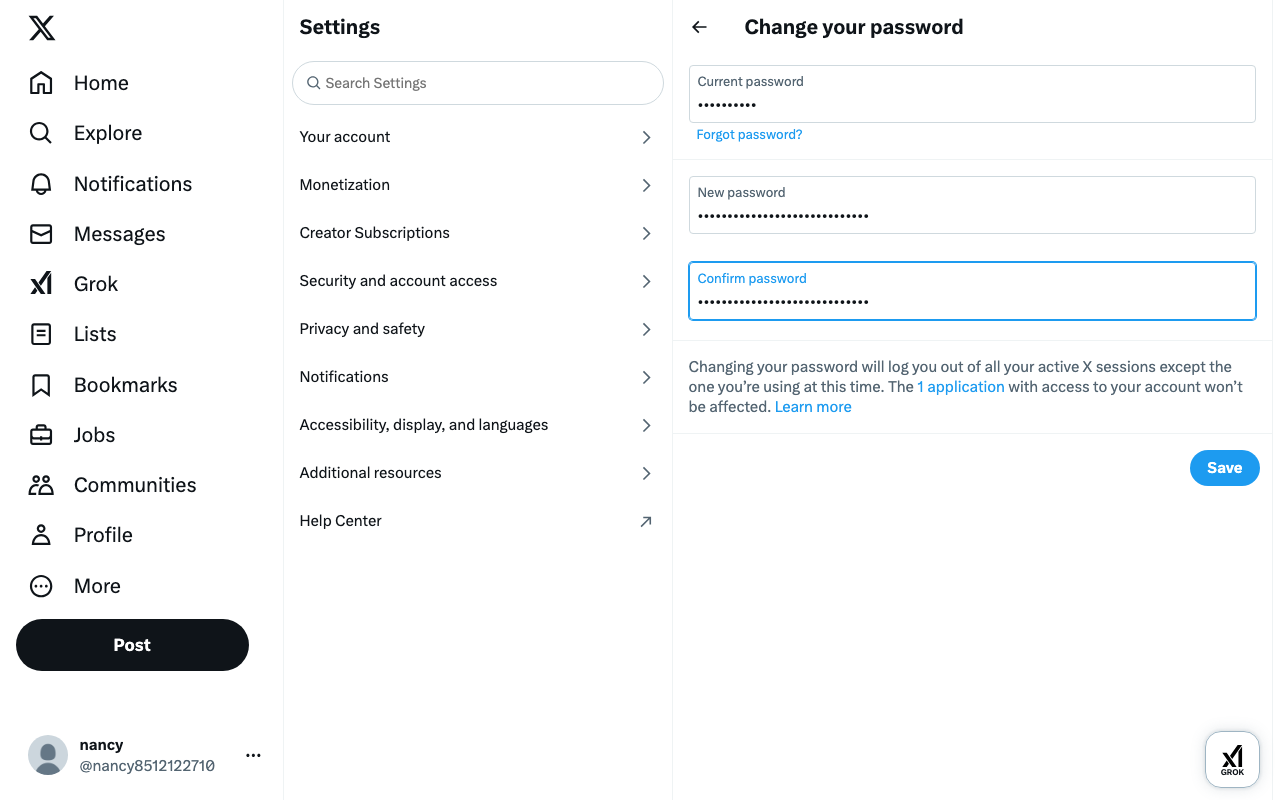 Home
Explore
Notifications
Messages
Grok
Lists
Bookmarks
Jobs
Communities
Profile
More
Post
nancy
@nancy8512122710
Settings
Search Settings
Your account
Monetization
Creator Subscriptions
Security and account access
Privacy and safety
Notifications
Accessibility, display, and languages
Additional resources
Help Center
Change your password
Current password
••••••••••
Forgot password?
New password
•••••••••••••••••••••••••••••
Confirm password
•••••••••••••••••••••••••••••
Changing your password will log you out of all your active X sessions except the
one you’re using at this time. The 1 application with access to your account won’t
be affected. Learn more
Save
GROK